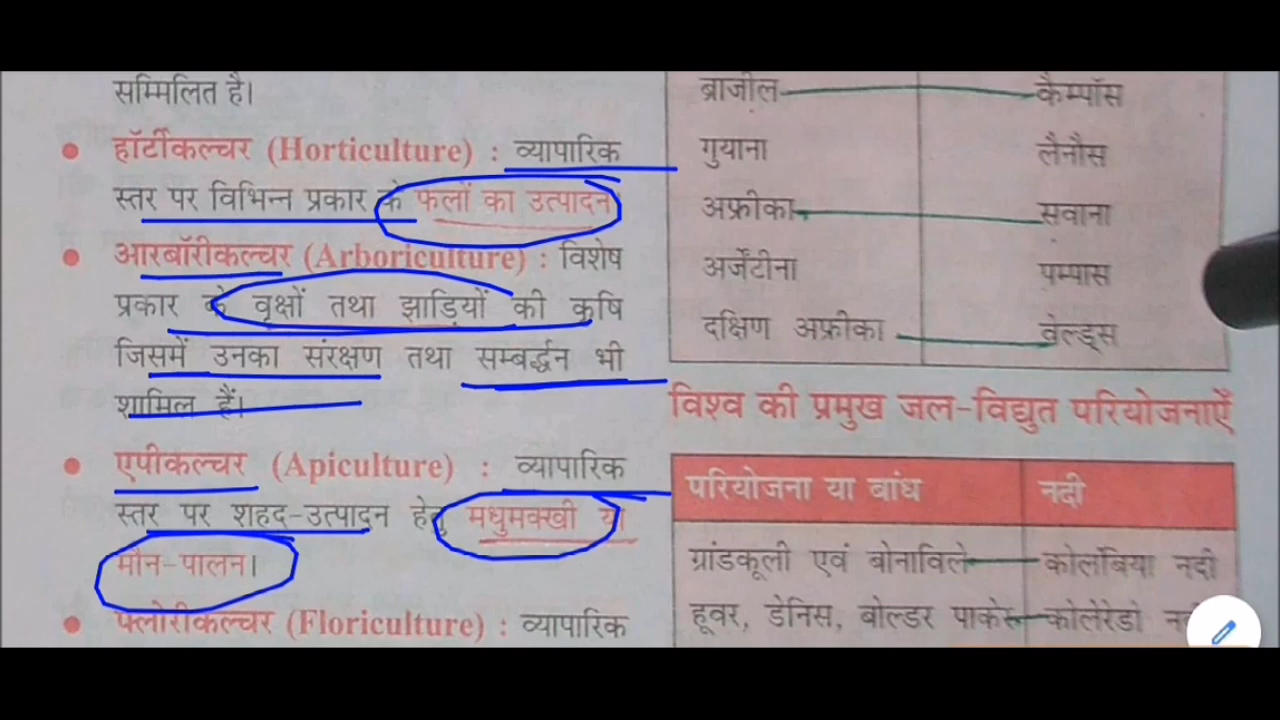 सम्मिलित है।
• हॉर्टीकल्चर (Horticulture) : व्यापारिक
स्तर पर विभिन्न प्रकार के फलों का उत्पादन।
• आरबॉरीकल्चर (Arboriculture) : विशेष
प्रकार के वृक्षों तथा झाड़ियों की कृषि
जिसमें उनका संरक्षण तथा सम्बर्द्धन भी
शामिल हैं।
• एपीकल्चर (Apiculture) : व्यापारिक
स्तर पर शहद-उत्पादन हेतु मधुमक्खी या
मौन-पालन।
• फ्लोरीकल्चर (Floriculture) : व्यापारिक
ब्राजील कैम्पॉस
गुयाना लैनौस
अफ्रीका सवाना
अर्जेंटीना पम्पास
दक्षिण अफ्रीका वेल्ड्स
विश्व की प्रमुख जल-विद्युत परियोजनाएँ
परियोजना या बांध नदी
ग्रांडकूली एवं बोनाविले कोलंबिया नदी
हूवर, डेनिस, बोल्डर पाकेर कोलेरेडो